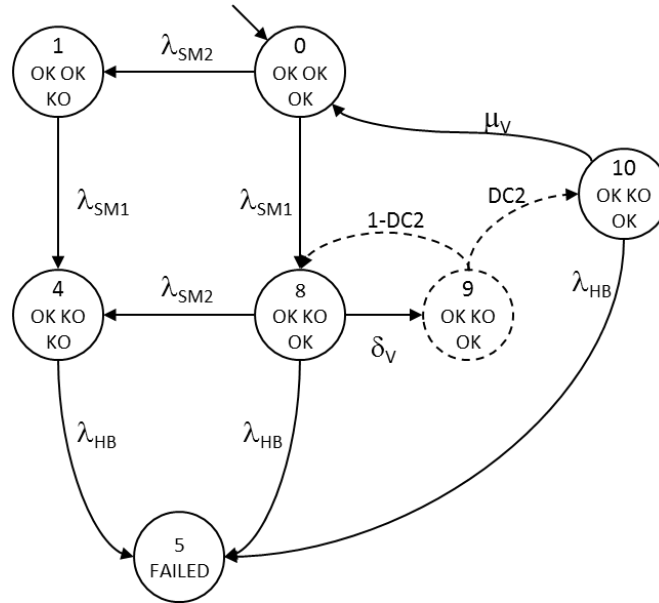 1
OK OK
KO
λSM2
0
OK OK
OK
μV
10
OK KO
OK
λSM1
λSM1
DC2
1-DC2
λHB
4
OK KO
KO
λSM2
8
OK KO
OK
δV
9
OK KO
OK
λHB
λHB
5
FAILED